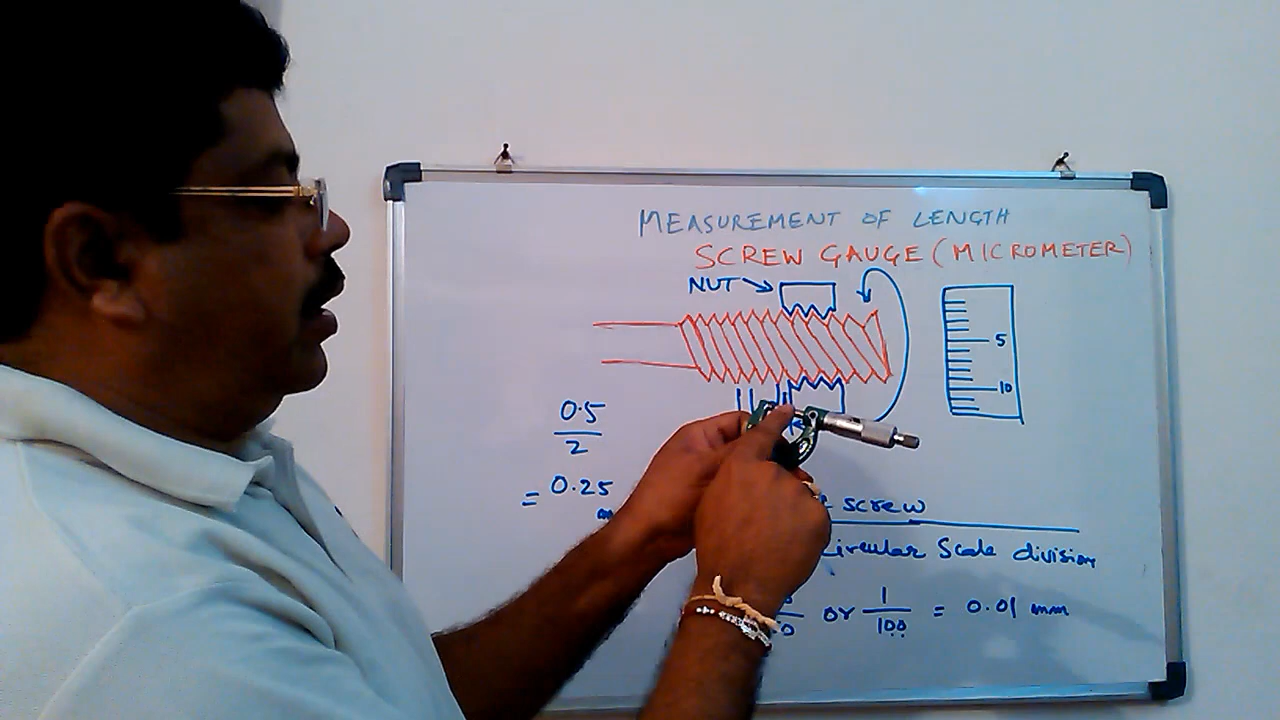 MEASUREMENT OF LENGTH
SCREW GAUGE (MICROMETER)
NUT
5
10
0.5
2
= 0.25
screw
Circular Scale division
or 1/100 = 0.01 mm